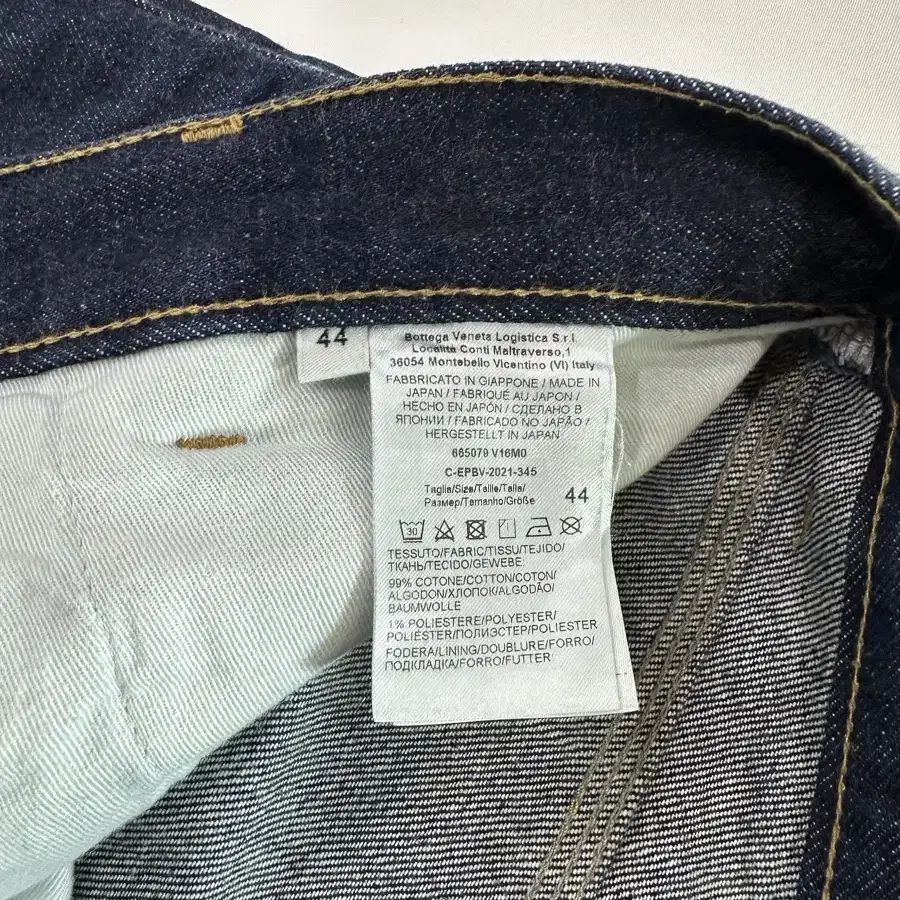 44
Bottega Veneta Logistica S.r.l.
Località Conti Maltraverso,1
36054 Montebello Vicentino (VI) Italy
FABBRICATO IN GIAPPONE / MADE IN
JAPAN / FABRIQUÉ AU JAPON /
HECHO EN JAPÓN / СДЕЛАНО В
ЯПОНИИ / FABRICADO NO JAPÃO /
HERGESTELLT IN JAPAN
665079 V16M0
C-EPBV-2021-345
Taglia/Size/Taille/Talla/
Размер/Tamanho/Größe 44
30
TESSUTO/FABRIC/TISSU/TEJIDO/
ТКАНЬ/TECIDO/GEWEBE
99% COTONE/COTTON/COTON/
ALGODON/ХЛОПОК/ALGODÃO/
BAUMWOLLE
1% POLIESTERE/POLYESTER/
POLIÉSTER/ПОЛИЭСТЕР/POLIESTER
FODERA/LINING/DOUBLURE/FORRO/
ПОДКЛАДКА/FORRO/FUTTER